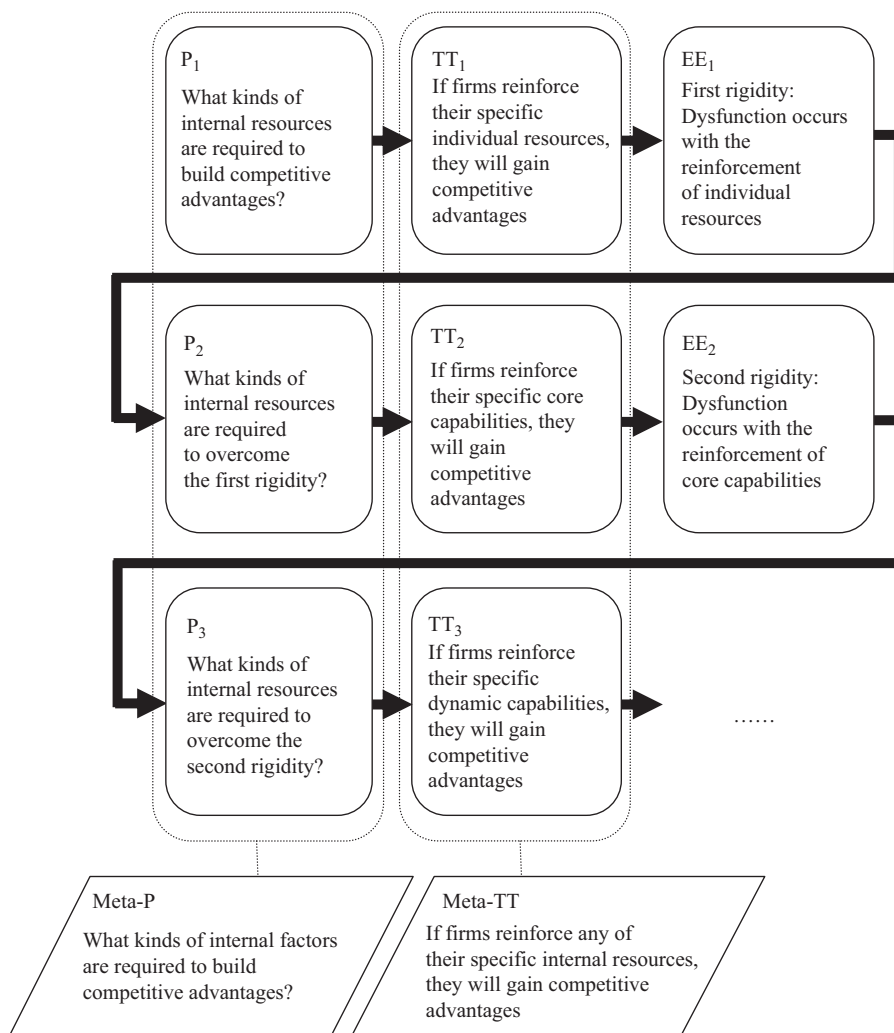 P₁
What kinds of
internal resources
are required to
build competitive
advantages?
TT₁
If firms reinforce
their specific
individual resources,
they will gain
competitive
advantages
EE₁
First rigidity:
Dysfunction occurs
with the
reinforcement
of individual
resources
P₂
What kinds of
internal resources
are required
to overcome
the first rigidity?
TT₂
If firms reinforce
their specific core
capabilities, they
will gain
competitive
advantages
EE₂
Second rigidity:
Dysfunction
occurs with the
reinforcement of
core capabilities
P₃
What kinds of
internal resources
are required to
overcome the
second rigidity?
TT₃
If firms reinforce
their specific
dynamic capabilities,
they will gain
competitive
advantages
......
Meta-P
What kinds of internal factors
are required to build
competitive advantages?
Meta-TT
If firms reinforce any of
their specific internal resources,
they will gain competitive
advantages